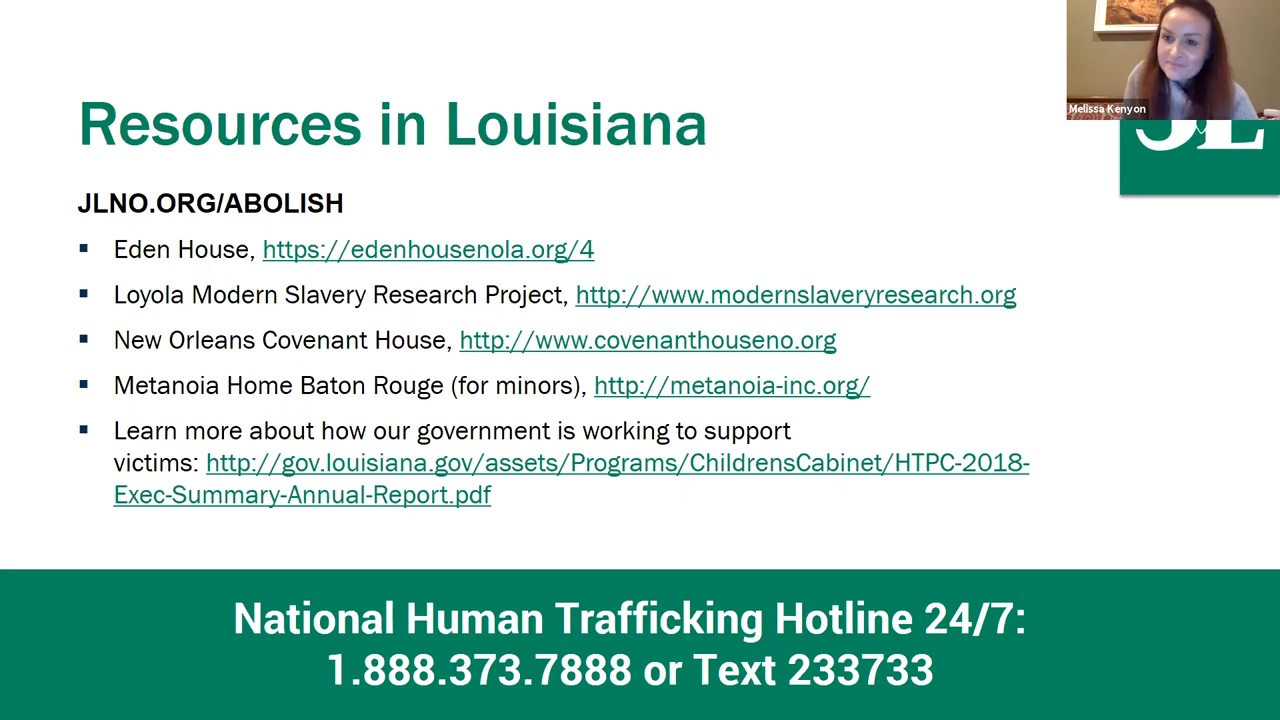 Resources in Louisiana
Melissa Kenyon
JL
JLNO.ORG/ABOLISH
▪ Eden House, https://edenhousenola.org/4
▪ Loyola Modern Slavery Research Project, http://www.modernslaveryresearch.org
▪ New Orleans Covenant House, http://www.covenanthouseno.org
▪ Metanoia Home Baton Rouge (for minors), http://metanoia-inc.org/
▪ Learn more about how our government is working to support
victims: http://gov.louisiana.gov/assets/Programs/ChildrensCabinet/HTPC-2018-
Exec-Summary-Annual-Report.pdf
National Human Trafficking Hotline 24/7:
1.888.373.7888 or Text 233733